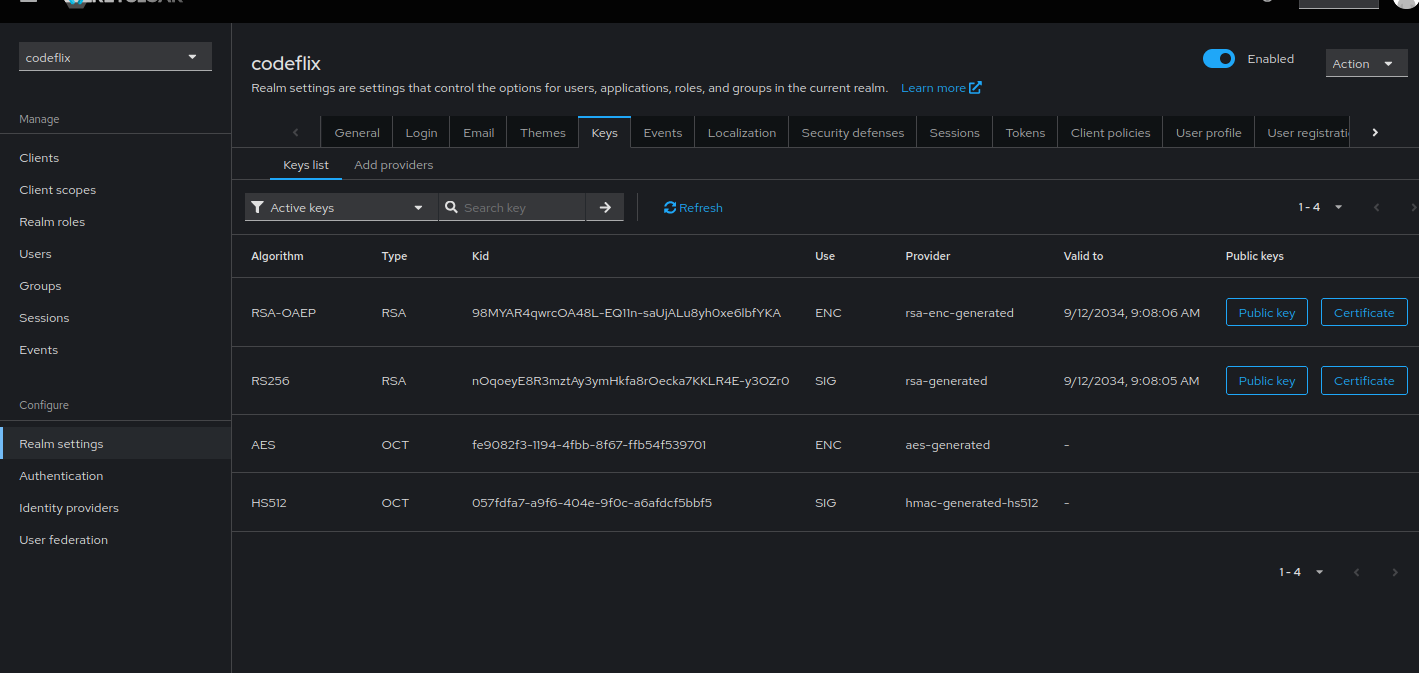 codeflix
Manage
Clients
Client scopes
Realm roles
Users
Groups
Sessions
Events
Configure
Realm settings
Authentication
Identity providers
User federation
codeflix
Enabled
Action
Realm settings are settings that control the options for users, applications, roles, and groups in the current realm. Learn more
General Login Email Themes Keys Events Localization Security defenses Sessions Tokens Client policies User profile User registrati
Keys list Add providers
Active keys Search key Refresh 1 - 4
Algorithm Type Kid Use Provider Valid to Public keys
RSA-OAEP RSA 98MYAR4qwrcOA48L-EQ11n-saUjALu8yh0xe6lbfYKA ENC rsa-enc-generated 9/12/2034, 9:08:06 AM Public key Certificate
RS256 RSA nOqoeyE8R3mztAy3ymHkfa8rOecka7KKLR4E-y3OZr0 SIG rsa-generated 9/12/2034, 9:08:05 AM Public key Certificate
AES OCT fe9082f3-1194-4fbb-8f67-ffb54f539701 ENC aes-generated -
HS512 OCT 057fdfa7-a9f6-404e-9f0c-a6afdcf5bbf5 SIG hmac-generated-hs512 -
1 - 4